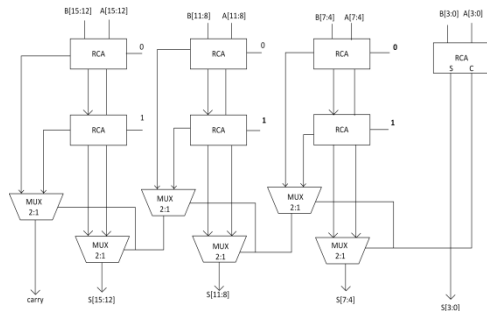 B[15:12] A[15:12]
B[11:8] A[11:8]
B[7:4] A[7:4]
B[3:0] A[3:0]
RCA 0
RCA 0
RCA 0
RCA
S C
RCA 1
RCA 1
RCA 1
MUX
2:1
MUX
2:1
MUX
2:1
MUX
2:1
MUX
2:1
MUX
2:1
carry
S[15:12]
S[11:8]
S[7:4]
S[3:0]